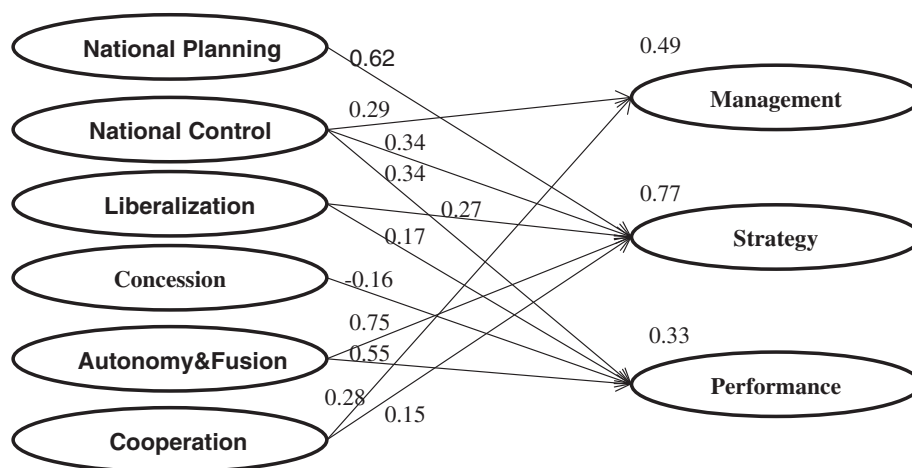 National Planning
0.62
0.49
Management
National Control
0.29
0.34
0.34
Liberalization
0.27
0.17
0.77
Strategy
Concession
-0.16
Autonomy&Fusion
0.75
0.55
0.33
Performance
Cooperation
0.28
0.15